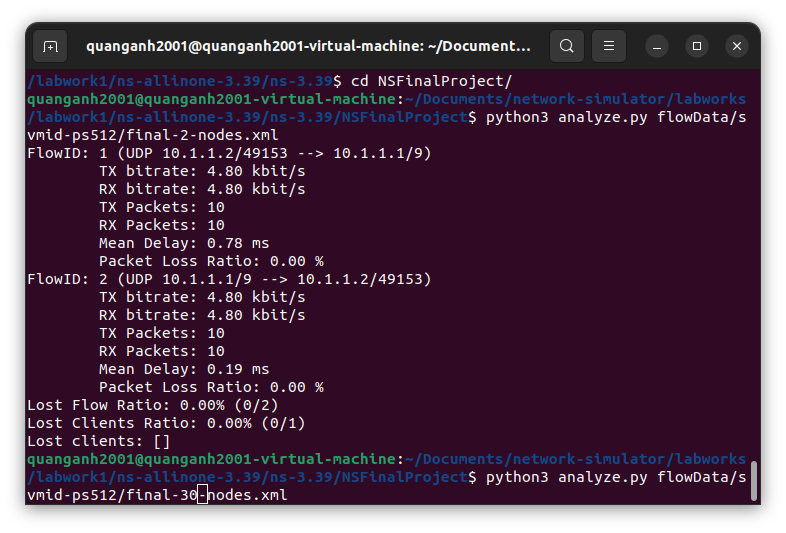 quanganh2001@quanganh2001-virtual-machine: ~/Document...
/labwork1/ns-allinone-3.39/ns-3.39$ cd NSFinalProject/
quanganh2001@quanganh2001-virtual-machine:~/Documents/network-simulator/labworks
/labwork1/ns-allinone-3.39/ns-3.39/NSFinalProject$ python3 analyze.py flowData/s
vmid-ps512/final-2-nodes.xml
FlowID: 1 (UDP 10.1.1.2/49153 --> 10.1.1.1/9)
        TX bitrate: 4.80 kbit/s
        RX bitrate: 4.80 kbit/s
        TX Packets: 10
        RX Packets: 10
        Mean Delay: 0.78 ms
        Packet Loss Ratio: 0.00 %
FlowID: 2 (UDP 10.1.1.1/9 --> 10.1.1.2/49153)
        TX bitrate: 4.80 kbit/s
        RX bitrate: 4.80 kbit/s
        TX Packets: 10
        RX Packets: 10
        Mean Delay: 0.19 ms
        Packet Loss Ratio: 0.00 %
Lost Flow Ratio: 0.00% (0/2)
Lost Clients Ratio: 0.00% (0/1)
Lost clients: []
quanganh2001@quanganh2001-virtual-machine:~/Documents/network-simulator/labworks
/labwork1/ns-allinone-3.39/ns-3.39/NSFinalProject$ python3 analyze.py flowData/s
vmid-ps512/final-30-nodes.xml